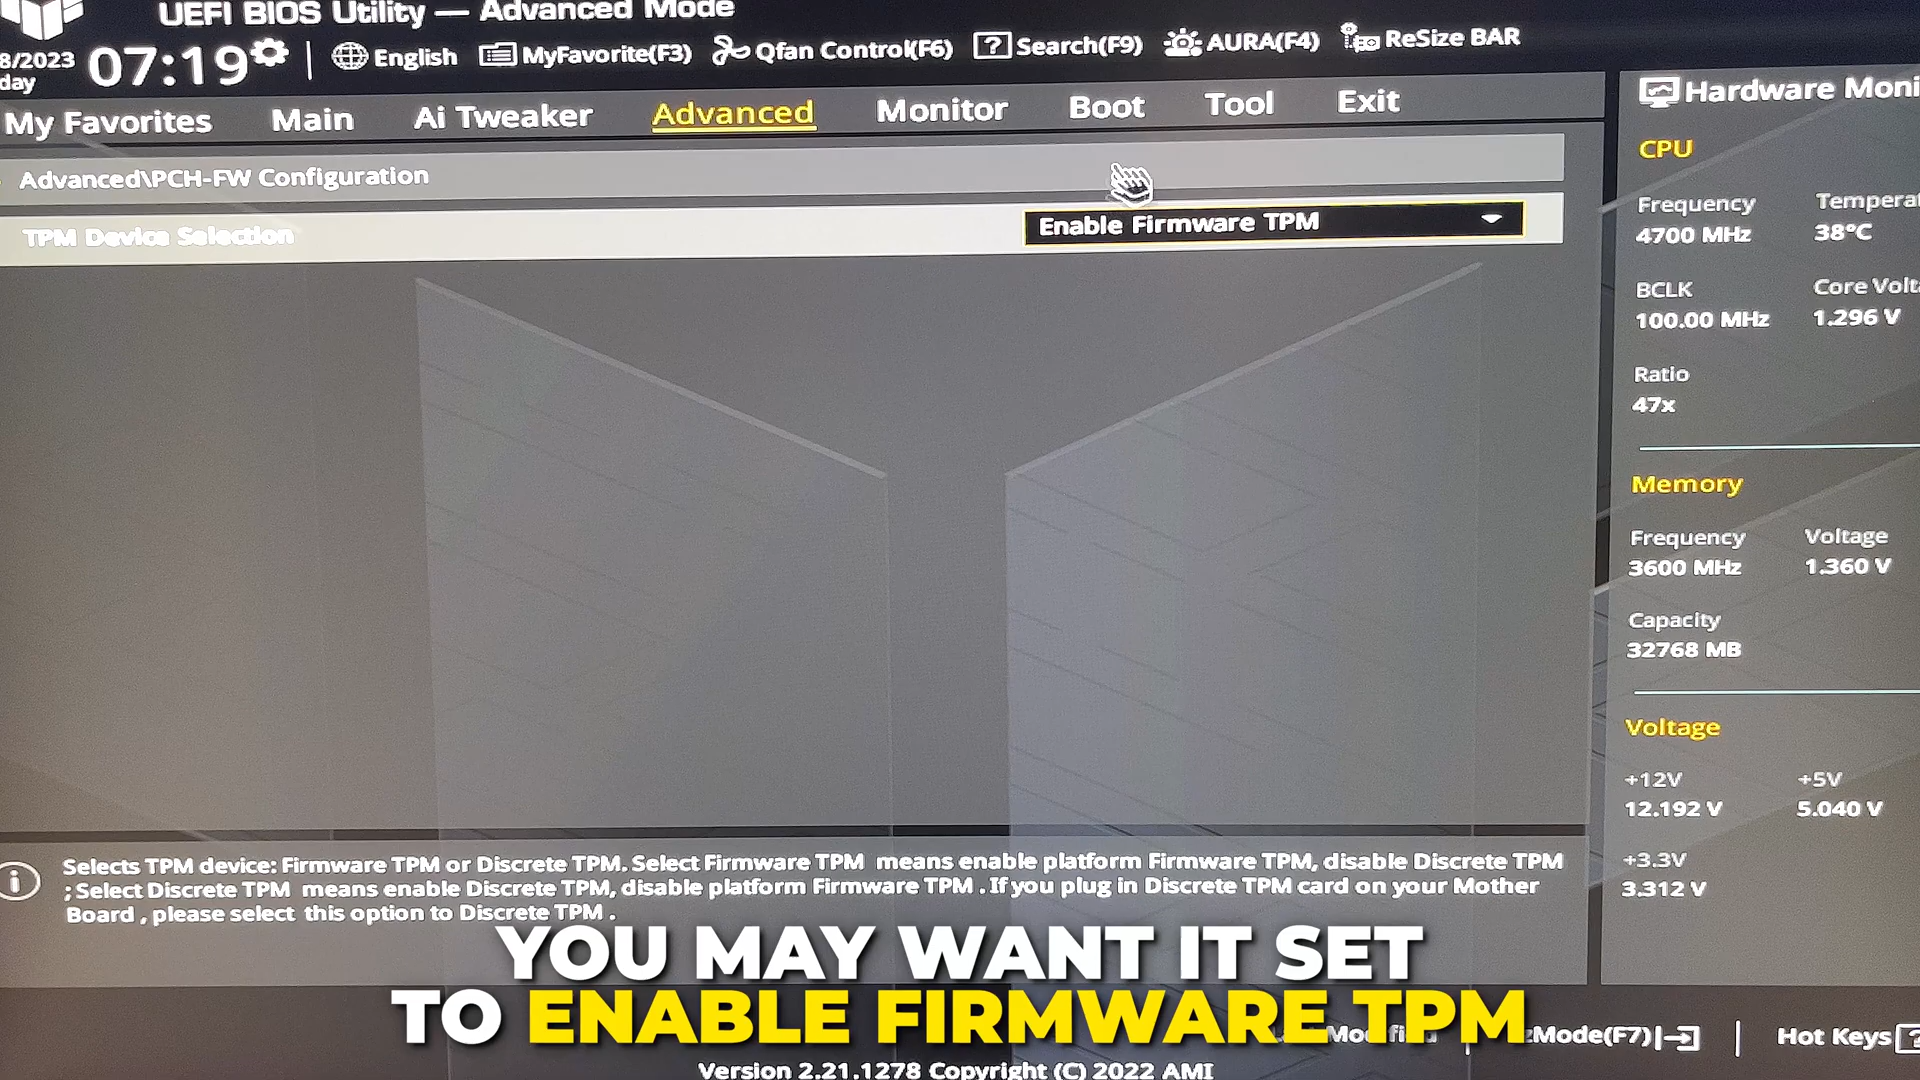 UEFI BIOS Utility — Advanced Mode
8/2023
day
07:19
English
MyFavorite(F3)
Qfan Control(F6)
Search(F9)
AURA(F4)
ReSize BAR
My Favorites
Main
Ai Tweaker
Advanced
Monitor
Boot
Tool
Exit
Advanced\PCH-FW Configuration
TPM Device Selection
Enable Firmware TPM
Hardware Moni
CPU
Frequency
Temperat
4700 MHz
38°C
BCLK
Core Volta
100.00 MHz
1.296 V
Ratio
47x
Memory
Frequency
Voltage
3600 MHz
1.360 V
Capacity
32768 MB
Voltage
+12V
+5V
12.192 V
5.040 V
+3.3V
3.312 V
Selects TPM device: Firmware TPM or Discrete TPM. Select Firmware TPM means enable platform Firmware TPM, disable Discrete TPM
; Select Discrete TPM means enable Discrete TPM, disable platform Firmware TPM . If you plug in Discrete TPM card on your Mother
Board , please select this option to Discrete TPM .
YOU MAY WANT IT SET
TO ENABLE FIRMWARE TPM
zMode(F7)
Hot Keys
Version 2.21.1278 Copyright (C) 2022 AMI